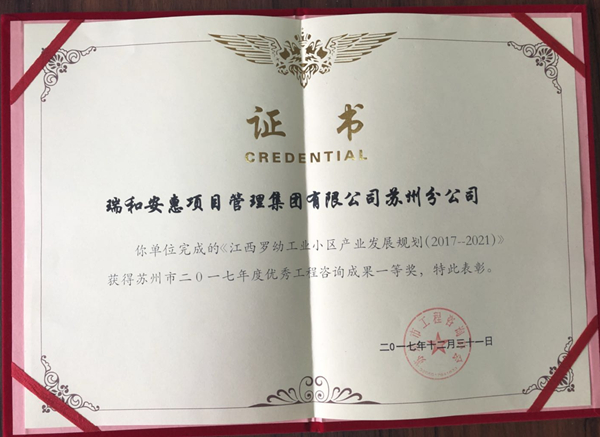 证书
CREDENTIAL
瑞和安惠项目管理集团有限公司苏州分公司
你单位完成的《江西罗幼工业小区产业发展规划(2017-2021)》
获得苏州市二0一七年度优秀工程咨询成果一等奖，特此表彰。
二0一七年十二月三十一日